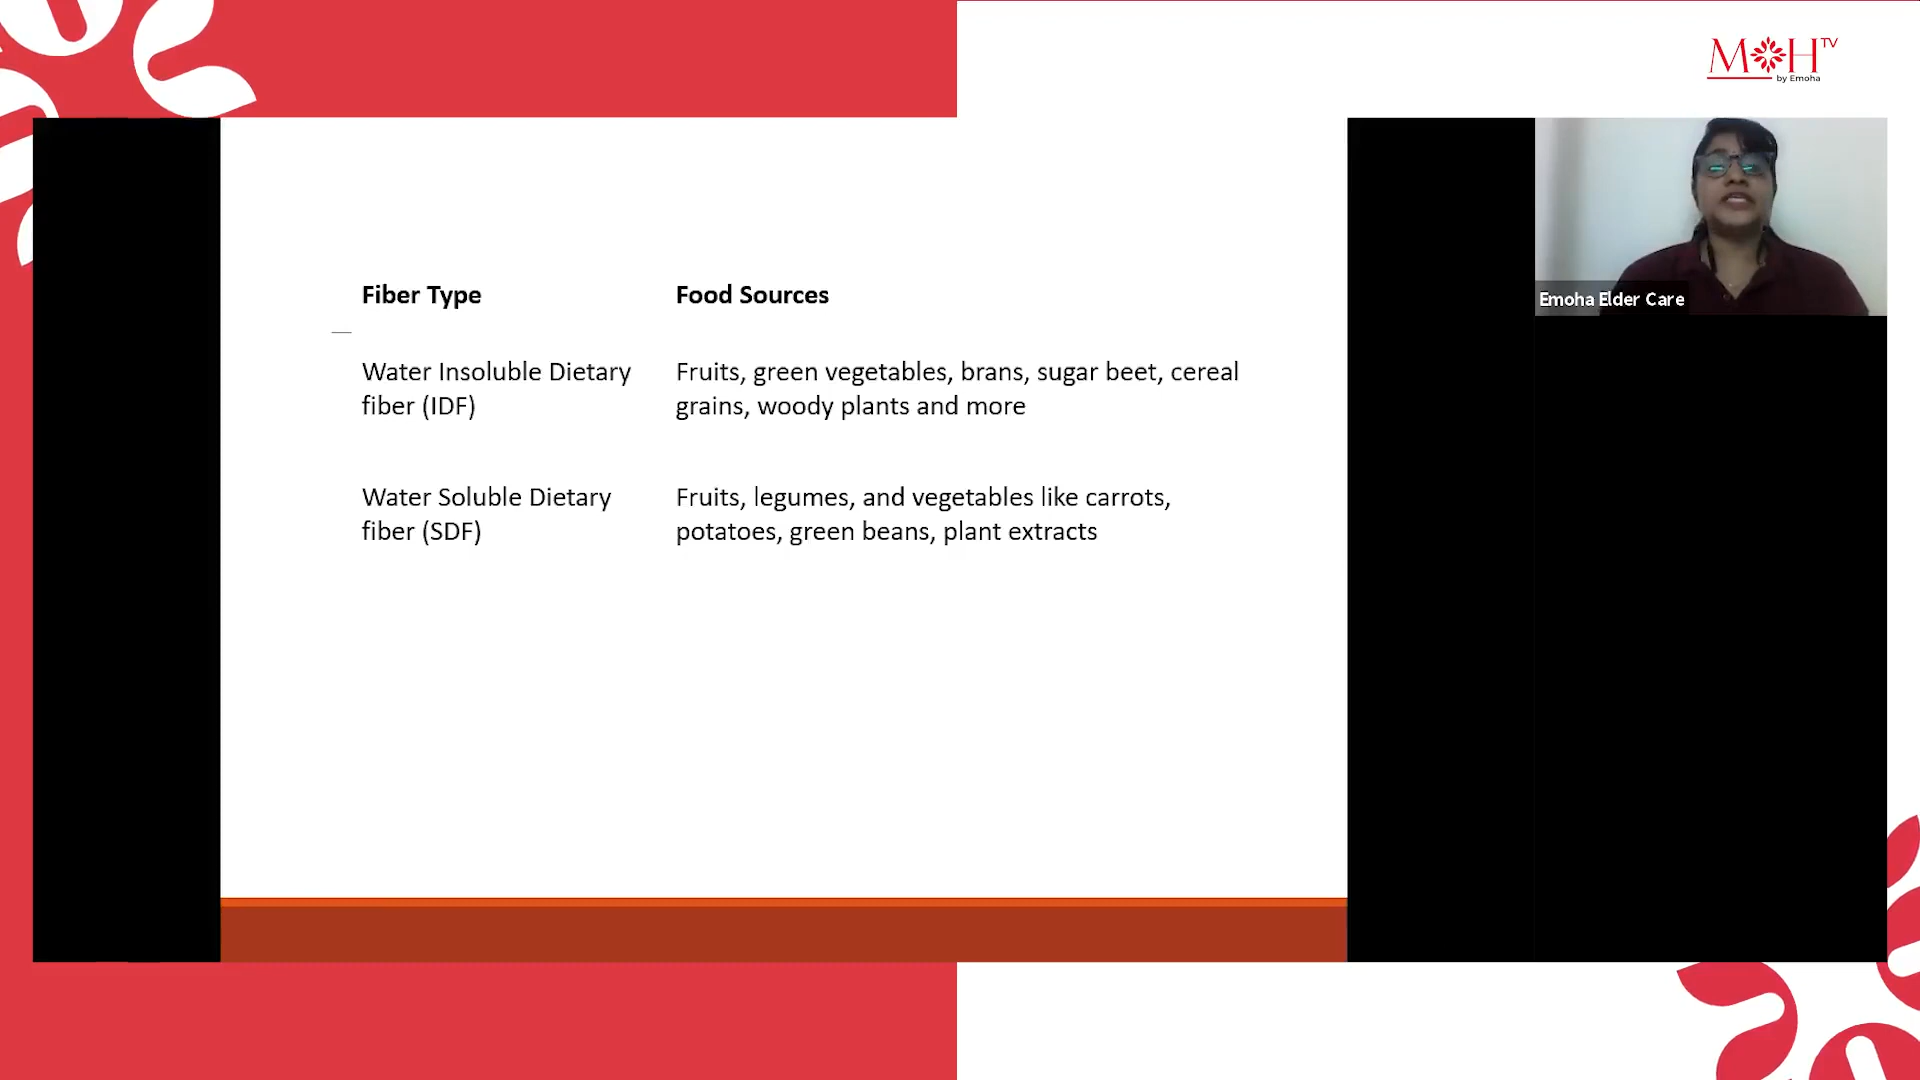 MOH TV
by Emoha
Fiber Type Food Sources
Water Insoluble Dietary fiber (IDF)
Fruits, green vegetables, brans, sugar beet, cereal
grains, woody plants and more
Water Soluble Dietary fiber (SDF)
Fruits, legumes, and vegetables like carrots,
potatoes, green beans, plant extracts
Emoha Elder Care